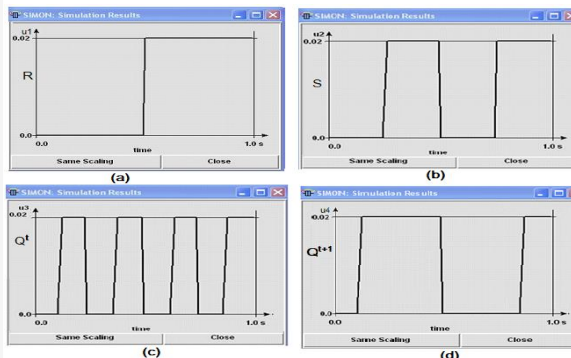 SIMON: Simulation Results
u1
0.02
R
0.0
0.0
1.0 s
time
Same Scaling
Close
(a)
SIMON: Simulation Results
u2
0.02
S
0.0
0.0
1.0 s
time
Same Scaling
Close
(b)
SIMON: Simulation Results
u3
0.02
Qt
0.0
0.0
1.0 s
time
Same Scaling
Close
(c)
SIMON: Simulation Results
u4
0.02
Qt+1
0.0
0.0
1.0 s
time
Same Scaling
Close
(d)